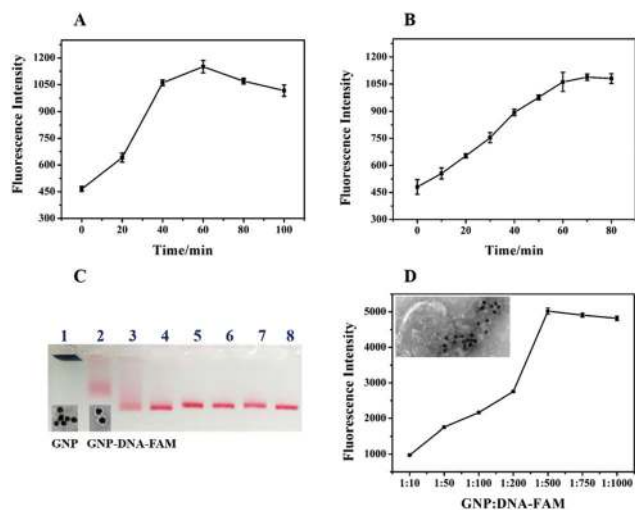 A
Fluorescence Intensity
1200
1050
900
750
600
450
300
0 20 40 60 80 100
Time/min
B
Fluorescence Intensity
1200
1050
900
750
600
450
300
0 10 20 30 40 50 60 70 80
Time/min
C
1 2 3 4 5 6 7 8
GNP GNP-DNA-FAM
D
Fluorescence Intensity
5000
4000
3000
2000
1000
1:10 1:50 1:100 1:200 1:500 1:750 1:1000
GNP:DNA-FAM